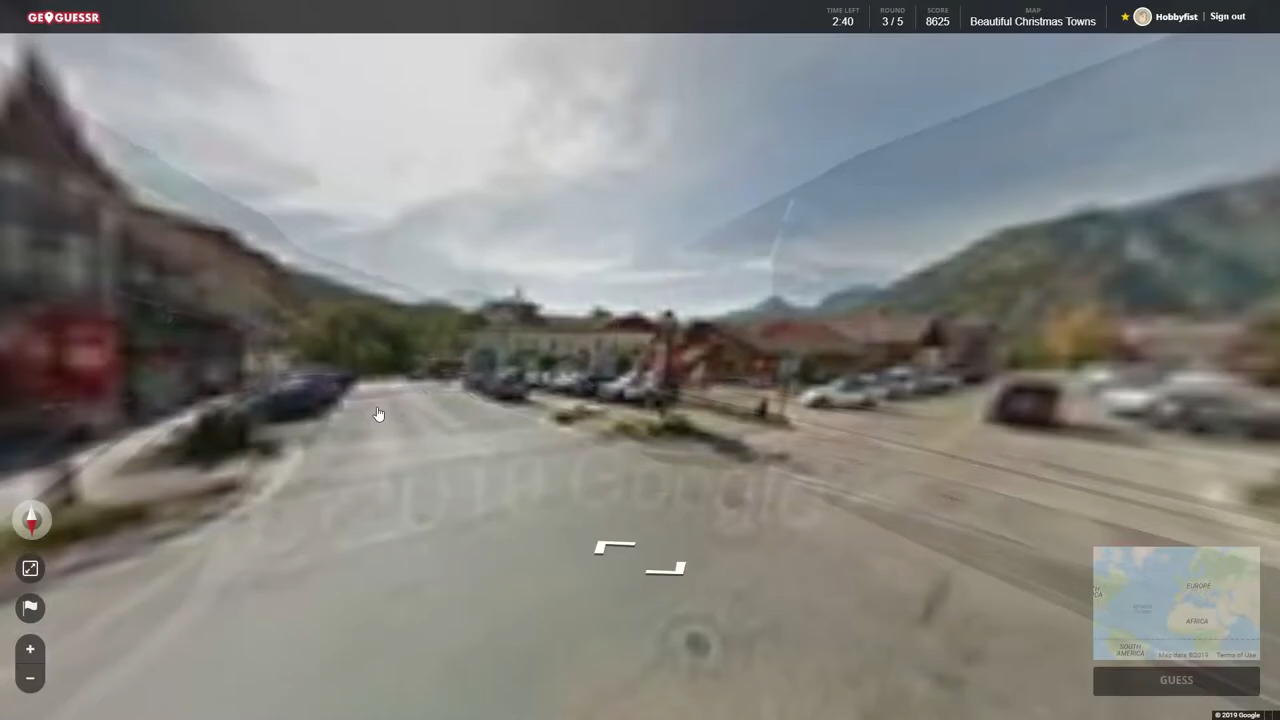 GEOGUESSR
TIME LEFT
2:40
ROUND
3 / 5
SCORE
8625
MAP
Beautiful Christmas Towns
Hobbyfist | Sign out
Google
EUROPE
AFRICA
SOUTH
AMERICA
Map data ©2019 Terms of Use
GUESS
© 2019 Google